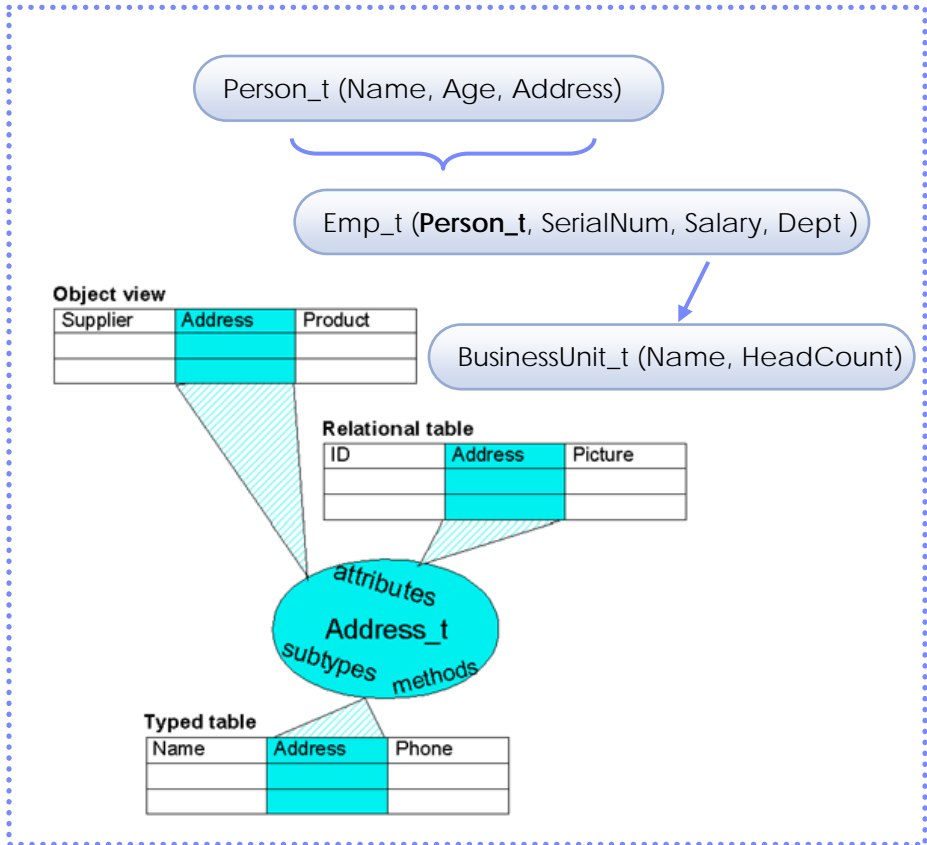 Person_t (Name, Age, Address)
Emp_t (Person_t, SerialNum, Salary, Dept )
BusinessUnit_t (Name, HeadCount)
Object view
Supplier Address Product
Relational table
ID Address Picture
attributes
Address_t
subtypes
methods
Typed table
Name Address Phone